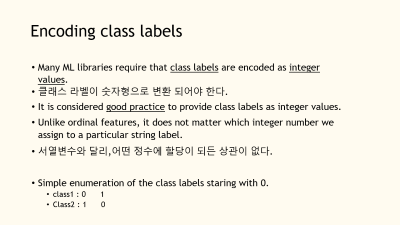 Encoding class labels
• Many ML libraries require that class labels are encoded as integer
values.
• 클래스 라벨이 숫자형으로 변환 되어야 한다.
• It is considered good practice to provide class labels as integer values.
• Unlike ordinal features, it does not matter which integer number we
assign to a particular string label.
• 서열변수와 달리,어떤 정수에 할당이 되든 상관이 없다.
• Simple enumeration of the class labels staring with 0.
• class1 : 0 1
• Class2 : 1 0